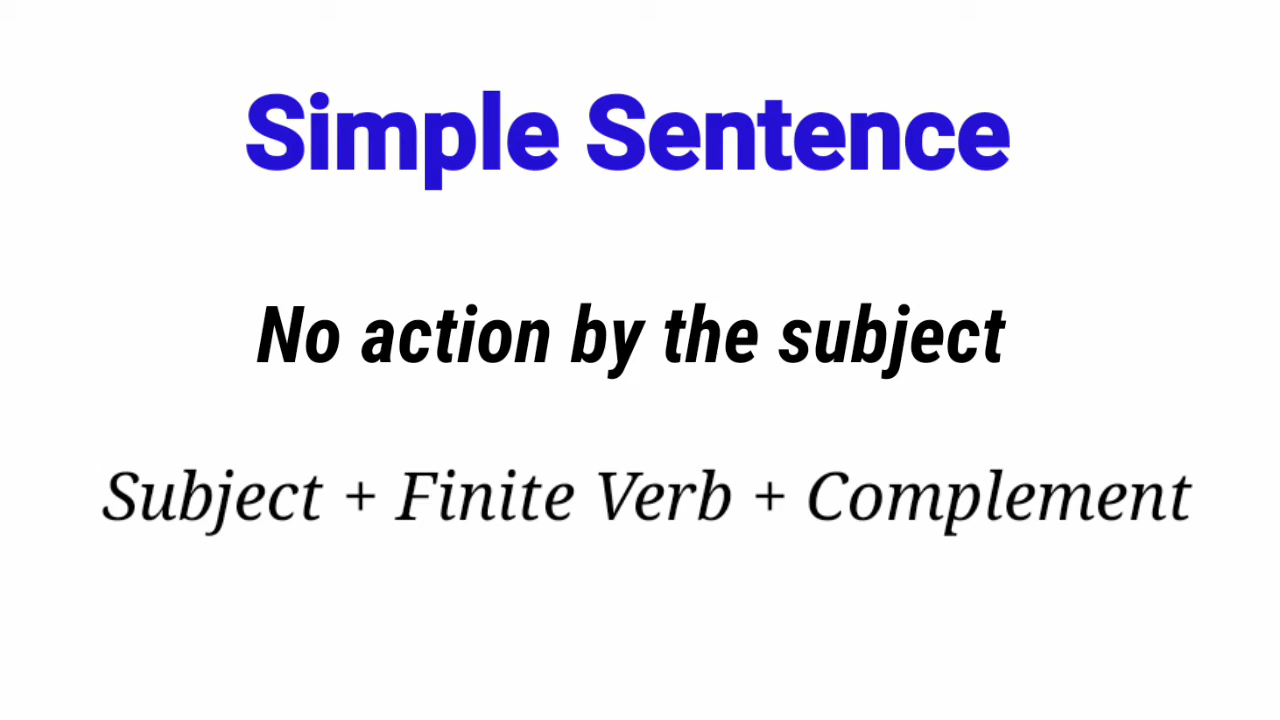 Simple Sentence
No action by the subject
Subject + Finite Verb + Complement